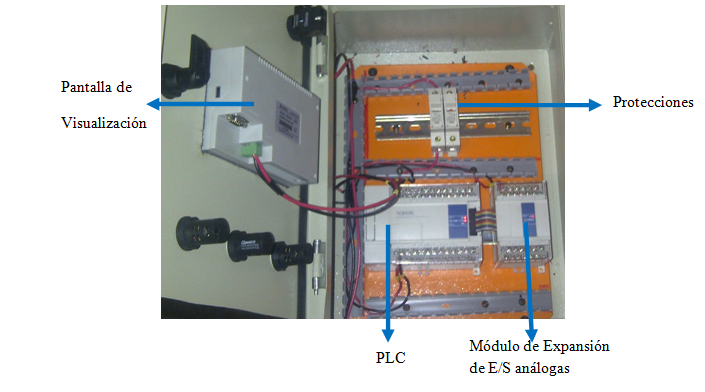 Pantalla de
Visualización
Protecciones
PLC
Módulo de Expansión
de E/S análogas